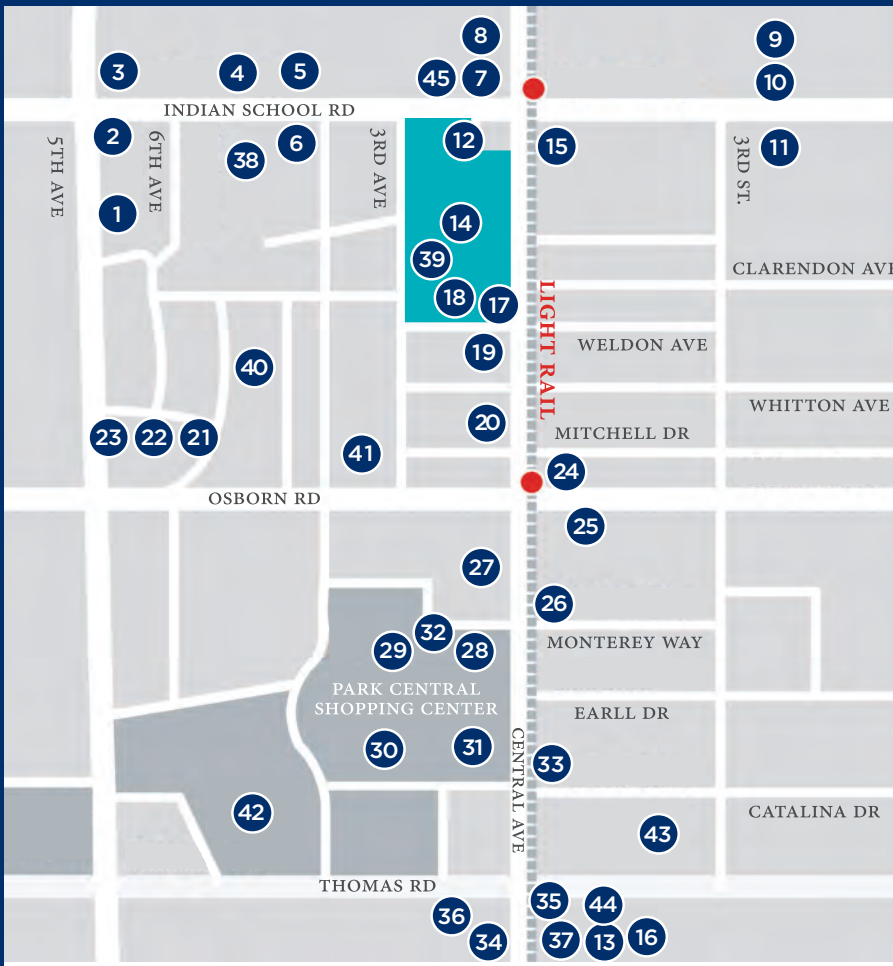 8
9
3
4
5
45
7
10
INDIAN SCHOOL RD
2
5TH AVE
6TH AVE
38
6
3RD AVE
12
15
3RD ST.
11
1
14
39
18
17
CLARENDON AVE
LIGHT RAIL
19
WELDON AVE
40
20
WHITTON AVE
23
22
21
MITCHELL DR
41
24
OSBORN RD
25
27
26
32
29
28
MONTEREY WAY
PARK CENTRAL
SHOPPING CENTER
EARLL DR
30
31
CENTRAL AVE
33
42
43
CATALINA DR
THOMAS RD
35
44
36
34
37
13
16